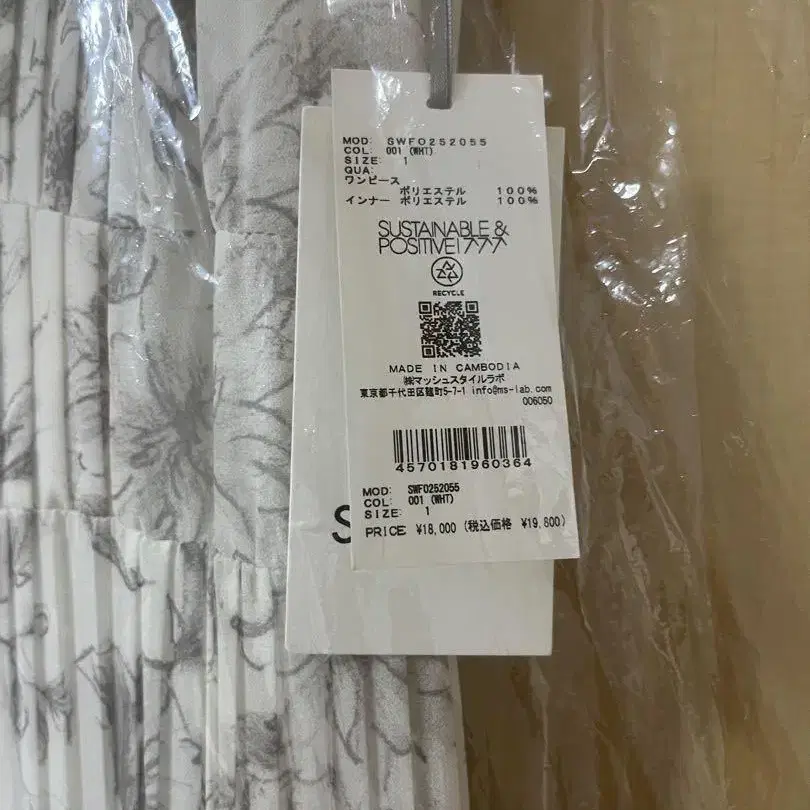 MOD: SWFO252055
COL: 001 (WHT)
SIZE: 1
QUA:
ワンピース
ポリエステル 100%
インナー ポリエステル 100%
SUSTAINABLE &
POSITIVE!
RECYCLE
MADE IN CAMBODIA
㈱マッシュスタイルラボ
東京都千代田区麹町5-7-1 info@ms-lab.com
006050
4570181960364
MOD: SWFO252055
COL: 001 (WHT)
SIZE: 1
S
PRICE ¥18,000 (税込価格 ¥19,800)